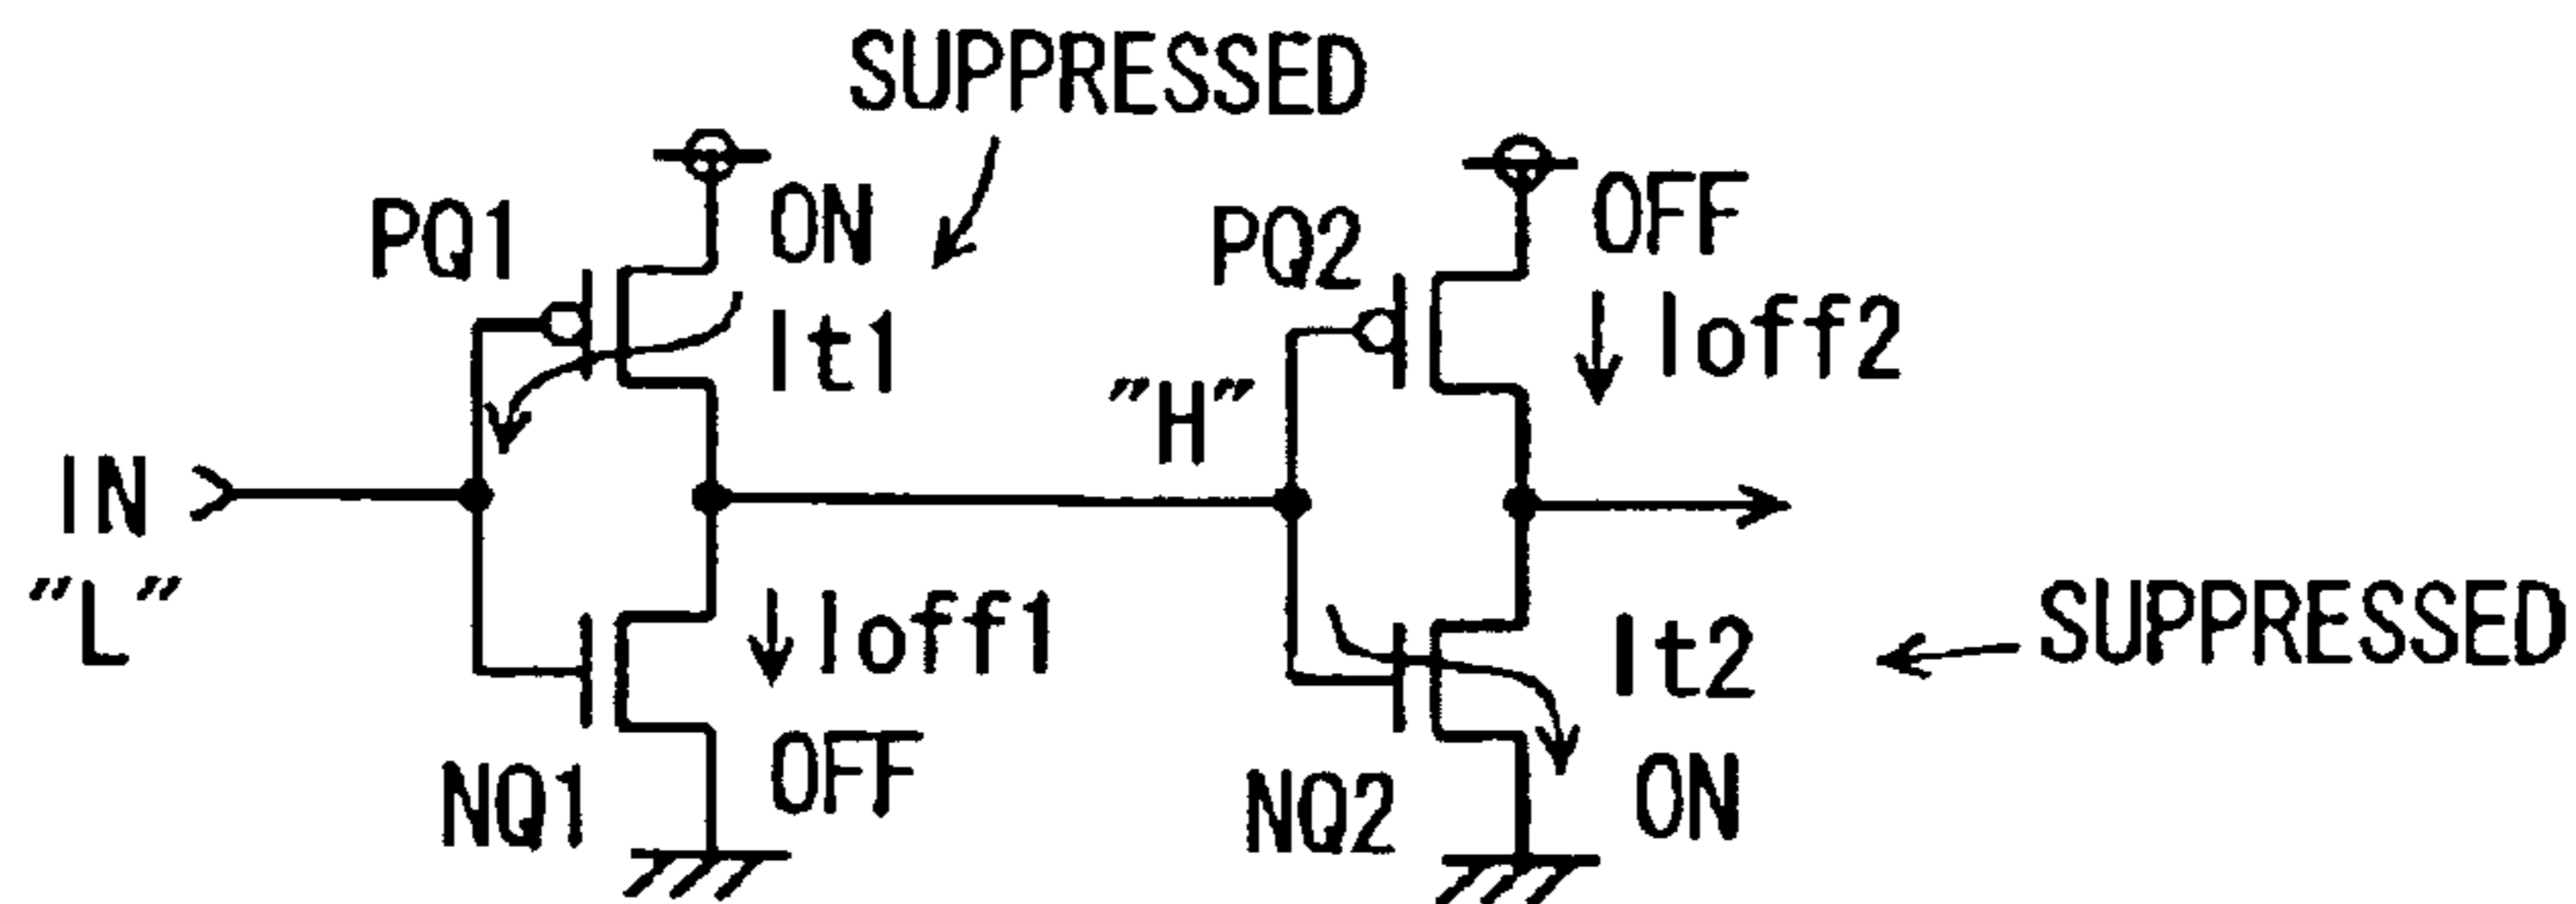 SUPPRESSED
PQ1
ON
It1
PQ2
OFF
Ioff2
"H"
IN
"L"
Ioff1
NQ1
OFF
It2
SUPPRESSED
NQ2
ON